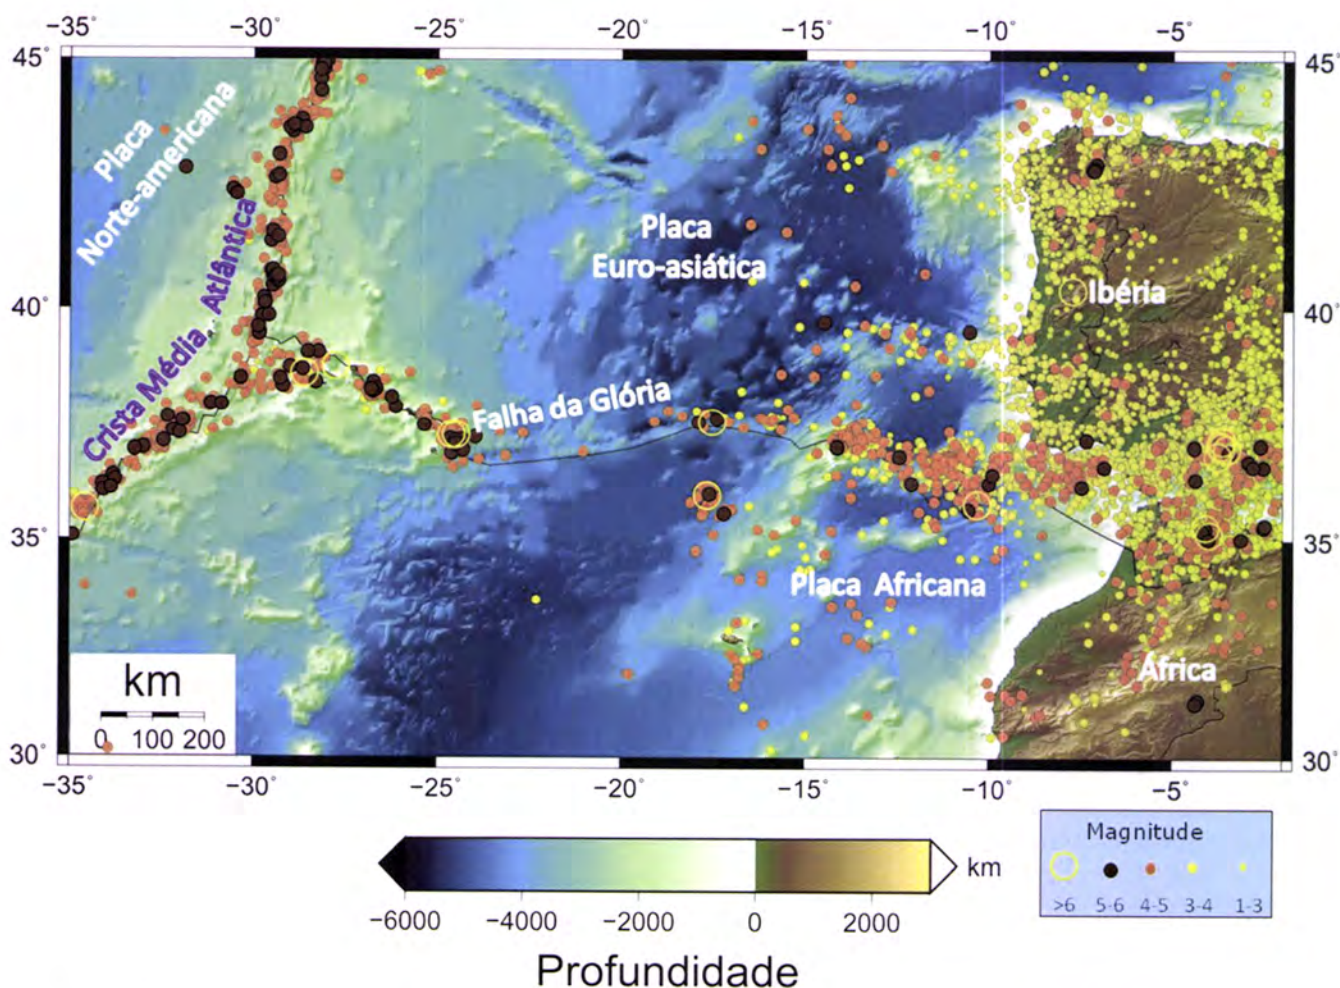 −35° −30° −25° −20° −15° −10° −5°
45° 45°
Placa
Norte-americana
Crista Média Atlântica
Placa
Euro-asiática
Ibéria
40° 40°
Falha da Glória
35° 35°
Placa Africana
África
km
0 100 200
30° 30°
−35° −30° −25° −20° −15° −10° −5°
km
−6000 −4000 −2000 0 2000
Profundidade
Magnitude
>6 5-6 4-5 3-4 1-3